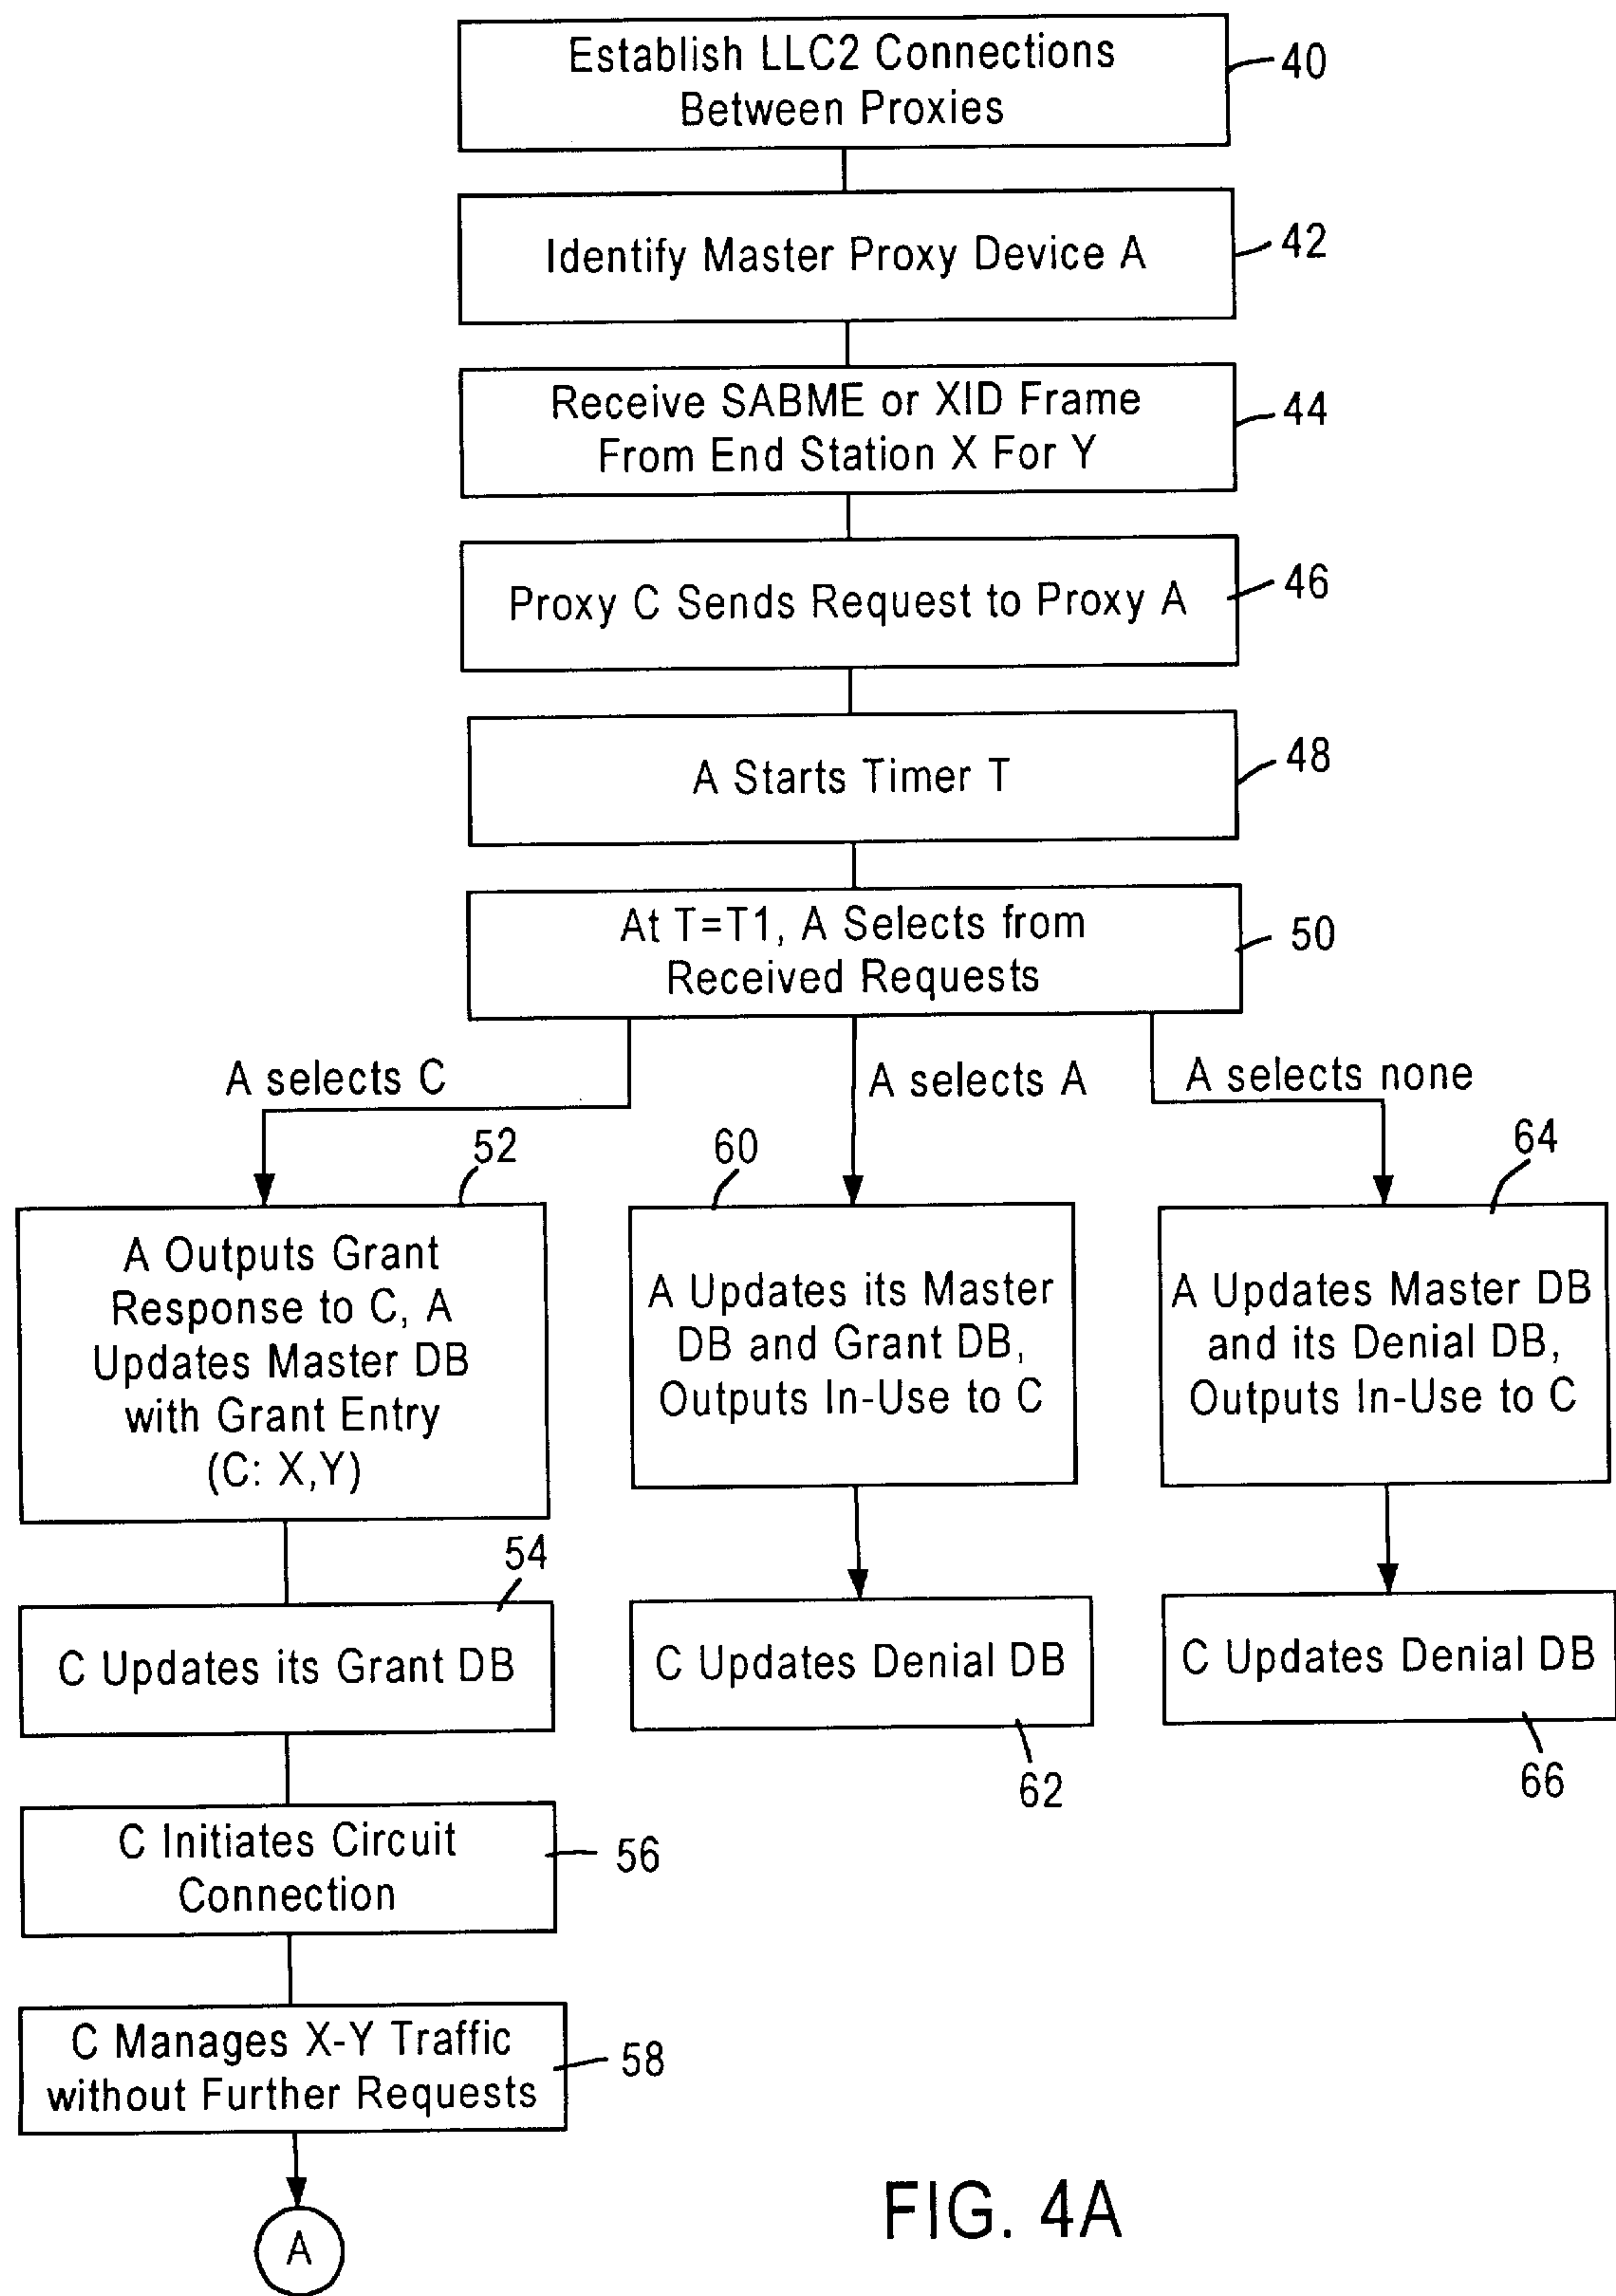 Establish LLC2 Connections
Between Proxies
40
Identify Master Proxy Device A
42
Receive SABME or XID Frame
From End Station X For Y
44
Proxy C Sends Request to Proxy A
46
A Starts Timer T
48
At T=T1, A Selects from
Received Requests
50
A selects C
A selects A
A selects none
52
A Outputs Grant
Response to C, A
Updates Master DB
with Grant Entry
(C: X,Y)
60
A Updates its Master
DB and Grant DB,
Outputs In-Use to C
64
A Updates Master DB
and its Denial DB,
Outputs In-Use to C
54
C Updates its Grant DB
C Updates Denial DB
62
C Updates Denial DB
66
C Initiates Circuit
Connection
56
C Manages X-Y Traffic
without Further Requests
58
A
FIG. 4A